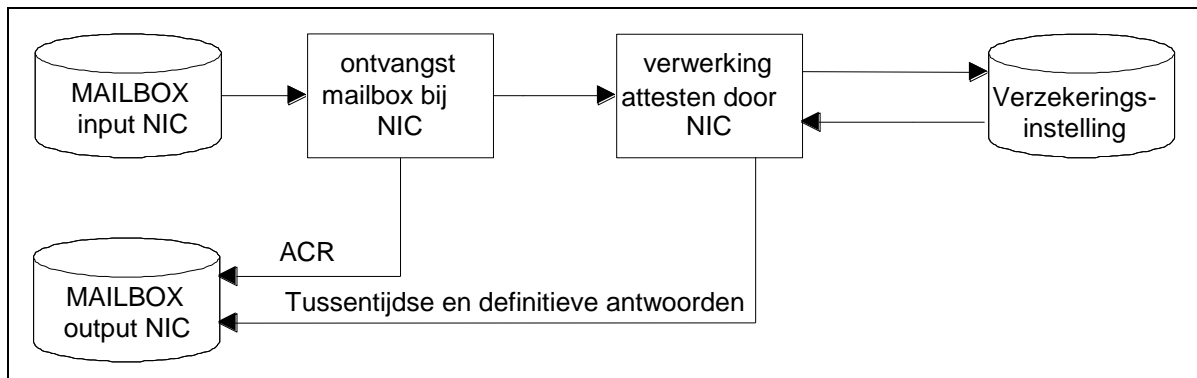 MAILBOX
input NIC
ontvangst
mailbox bij
NIC
verwerking
attesten door
NIC
Verzekerings-
instelling
ACR
Tussentijdse en definitieve antwoorden
MAILBOX
output NIC